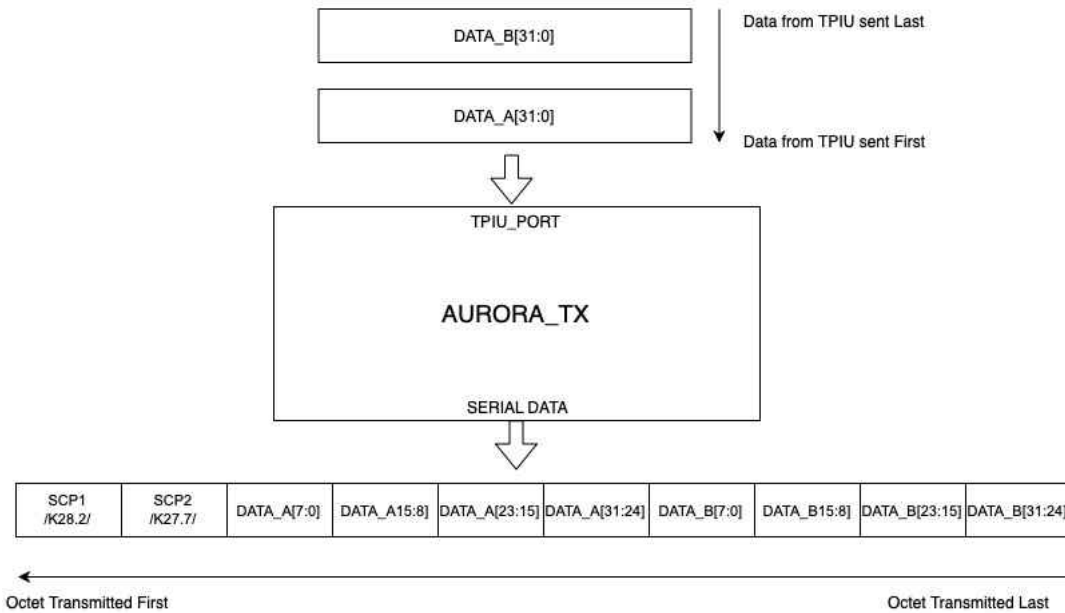 DATA_B[31:0]
Data from TPIU sent Last
DATA_A[31:0]
Data from TPIU sent First
TPIU_PORT
AURORA_TX
SERIAL DATA
SCP1
/K28.2/
SCP2
/K27.7/
DATA_A[7:0]
DATA_A15:8]
DATA_A[23:15]
DATA_A[31:24]
DATA_B[7:0]
DATA_B15:8]
DATA_B[23:15]
DATA_B[31:24]
Octet Transmitted First
Octet Transmitted Last